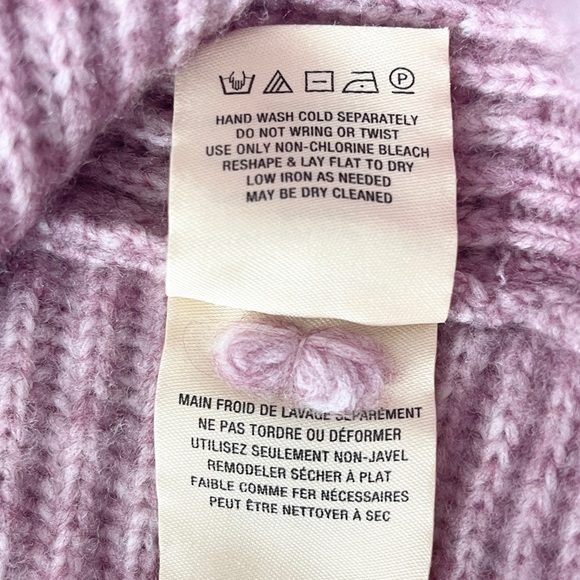 P
HAND WASH COLD SEPARATELY
DO NOT WRING OR TWIST
USE ONLY NON-CHLORINE BLEACH
RESHAPE & LAY FLAT TO DRY
LOW IRON AS NEEDED
MAY BE DRY CLEANED
MAIN FROID DE LAVAGE SEPARÉMENT
NE PAS TORDRE OU DÉFORMER
UTILISEZ SEULEMENT NON-JAVEL
REMODELER SÉCHER À PLAT
FAIBLE COMME FER NÉCESSAIRES
PEUT ÊTRE NETTOYER À SEC